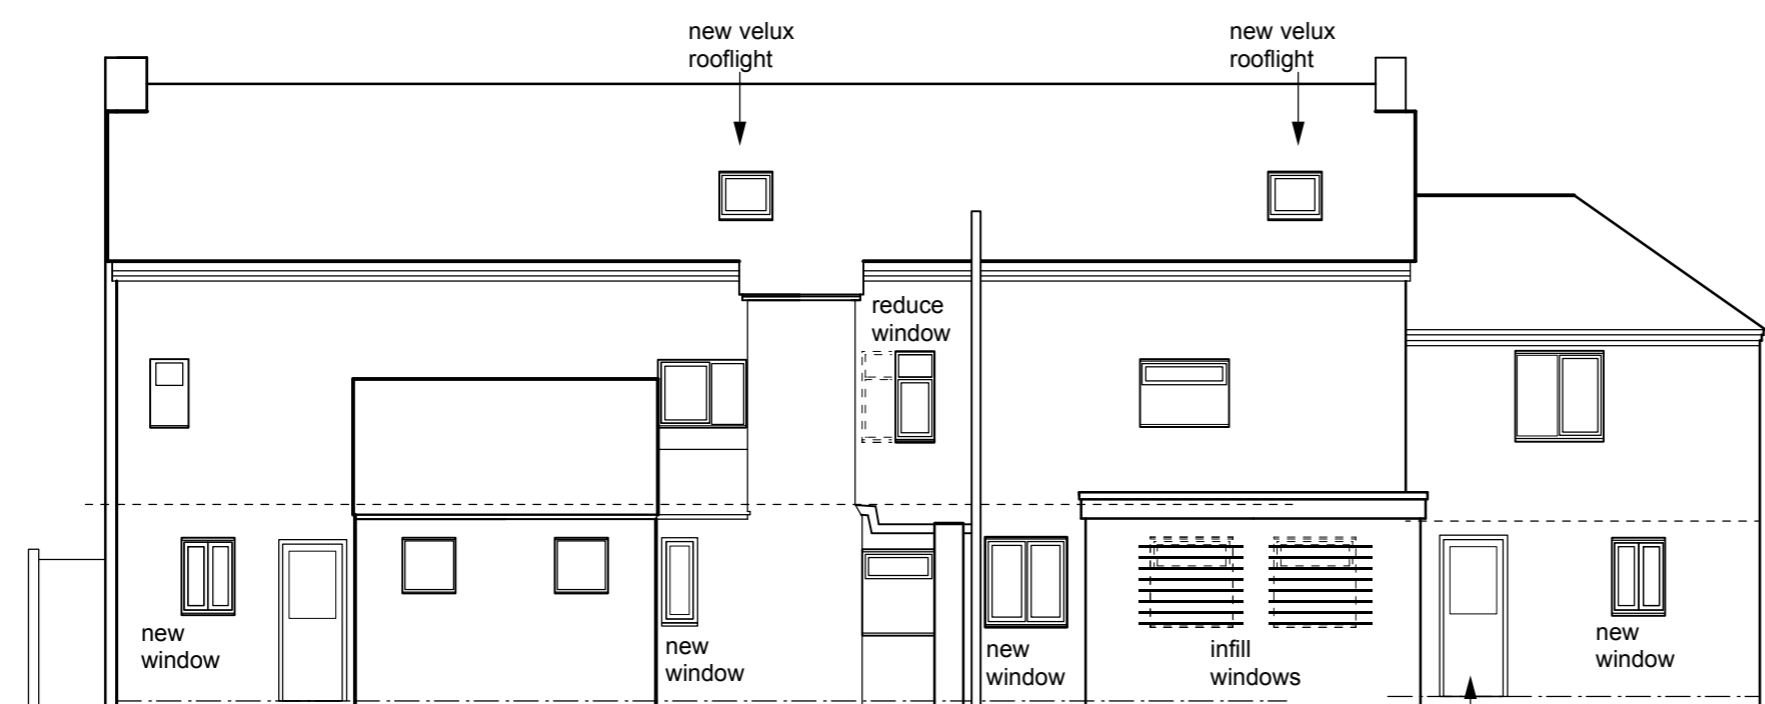 new velux
rooflight
new velux
rooflight
reduce
window
new
window
new
window
new
window
infill
windows
new
window